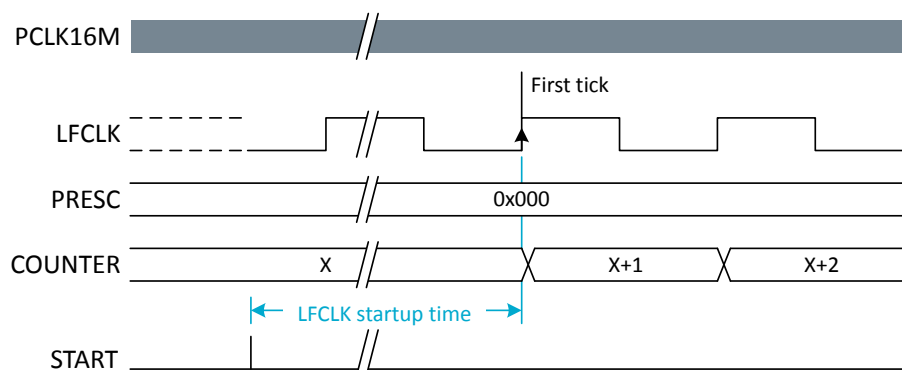 PCLK16M
First tick
LFCLK
PRESC
0x000
COUNTER
X
X+1
X+2
LFCLK startup time
START